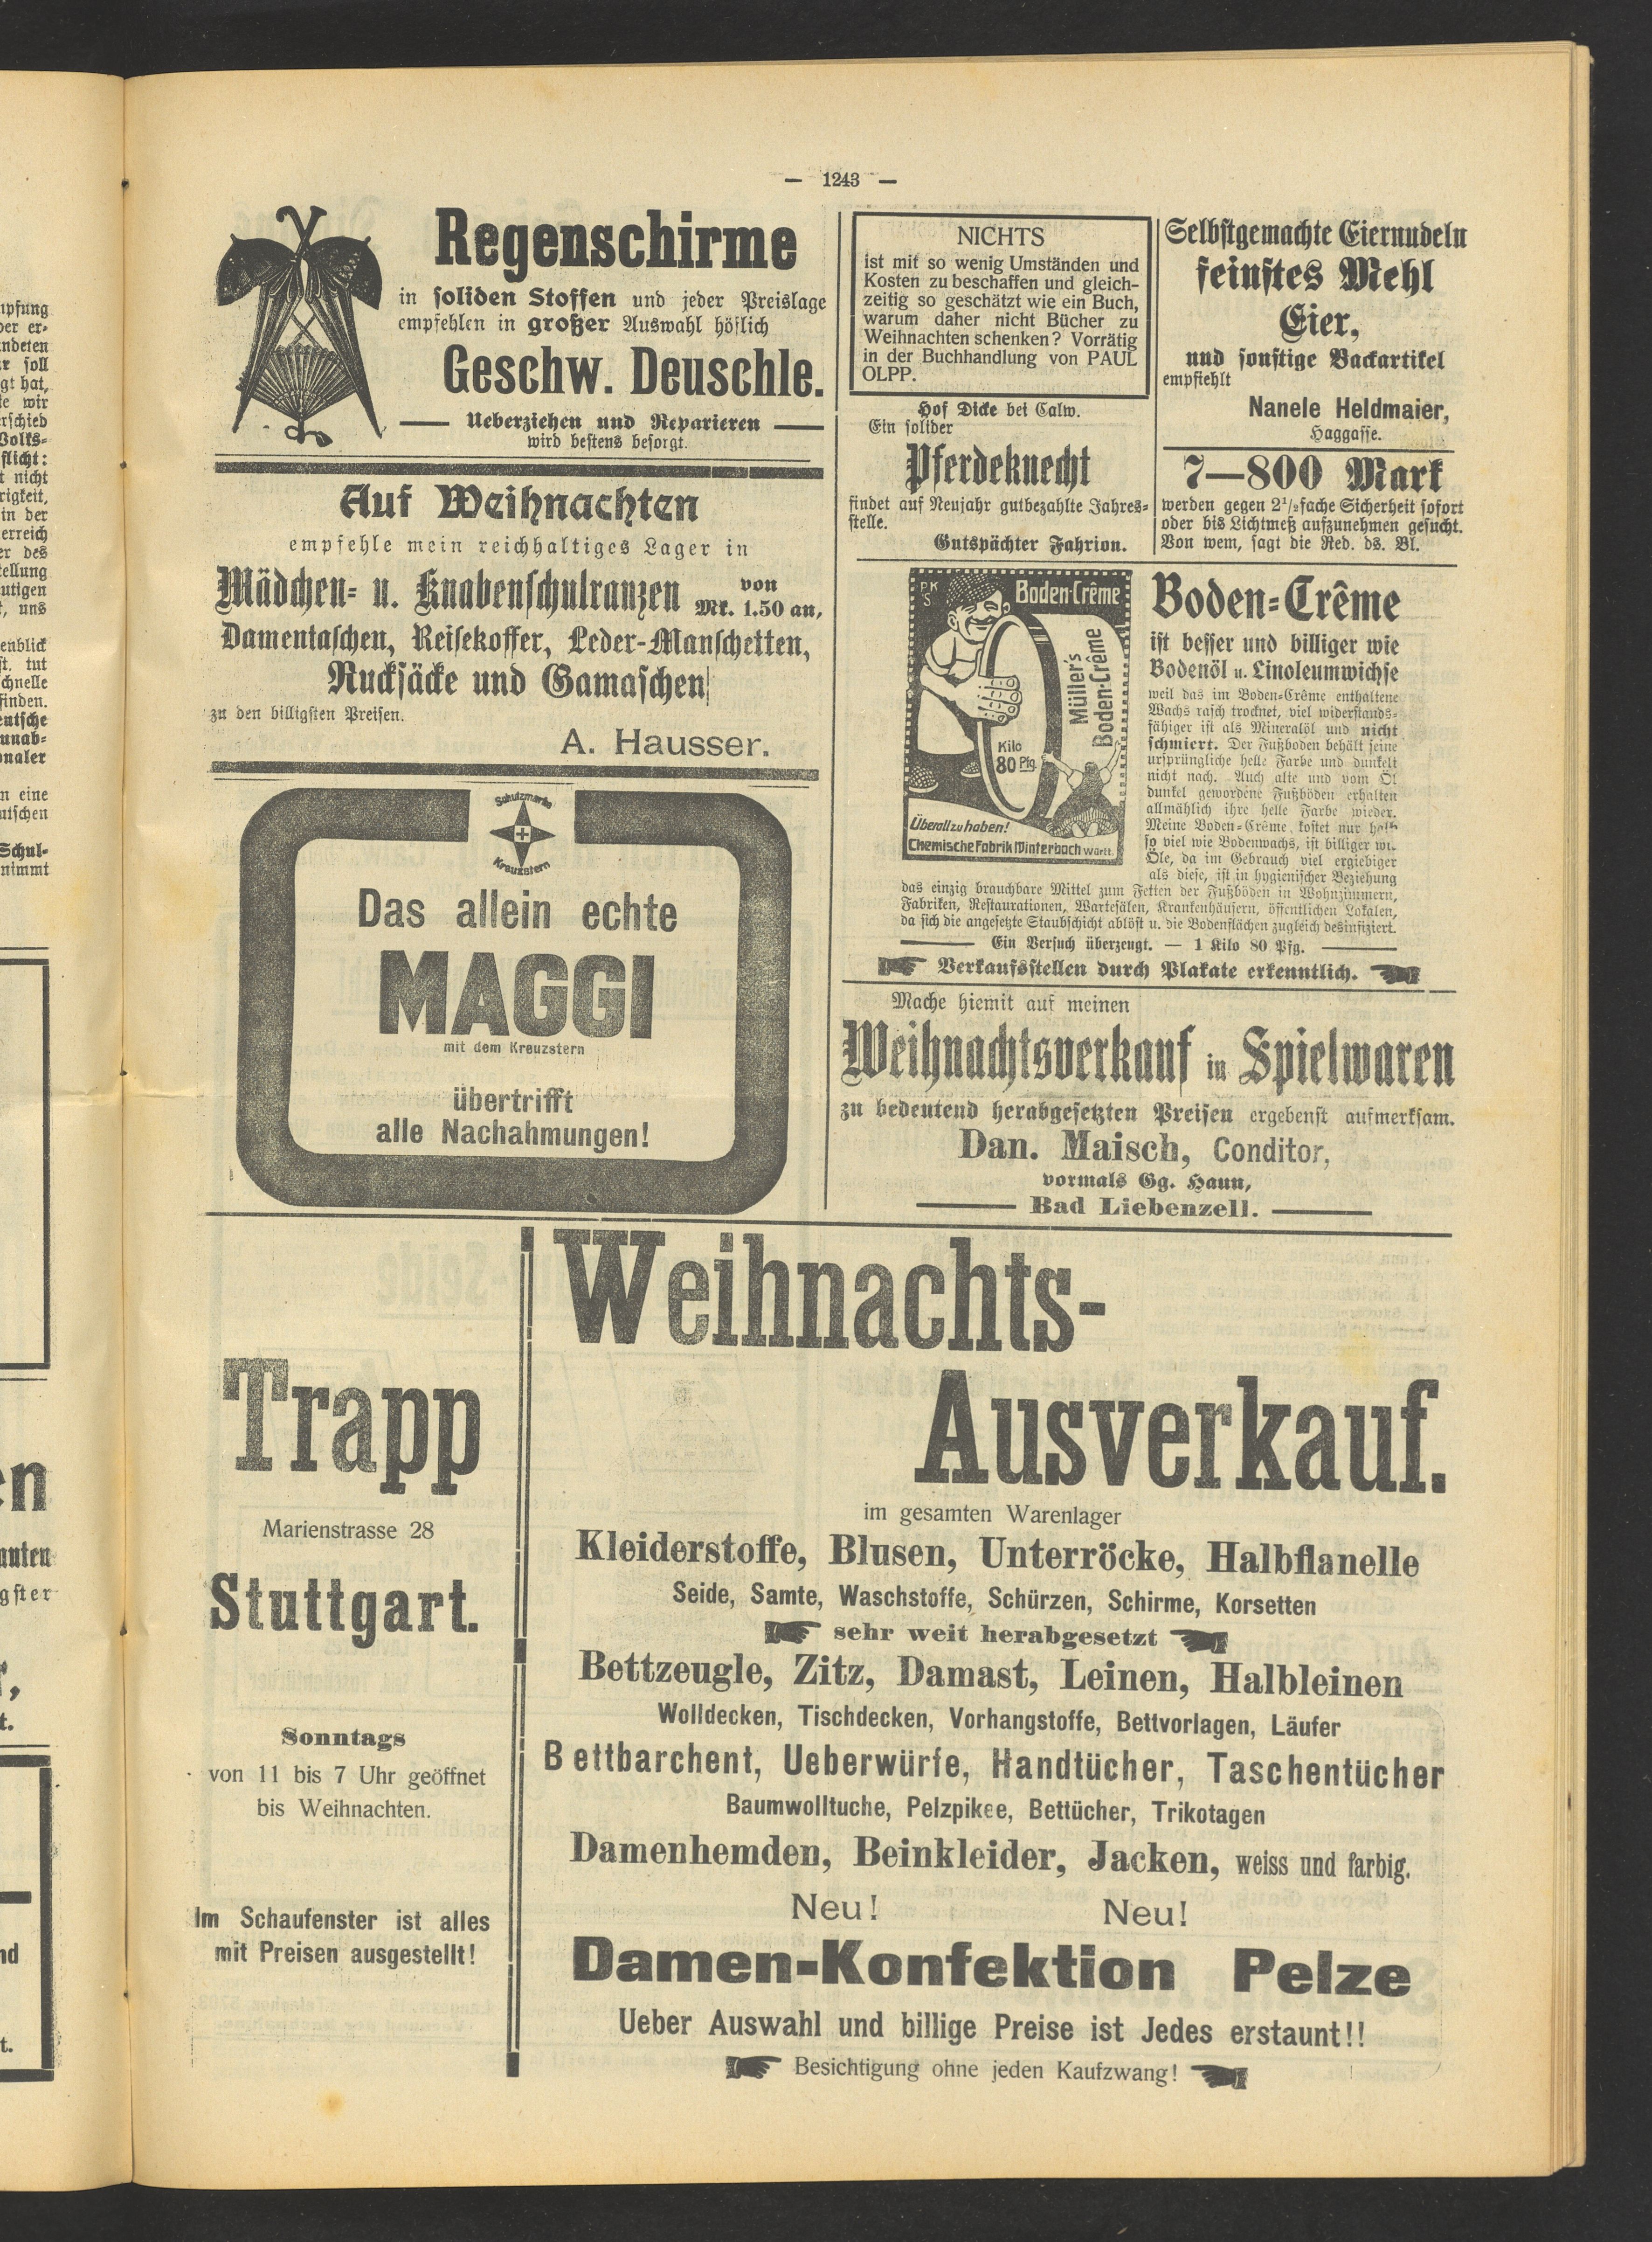 — 1243 —
Regenschirme
in soliden Stoffen und jeder Preislage
empfehlen in großer Auswahl höflich
Geschw. Deuschle.
Ueberziehen und Reparieren
wird bestens besorgt.
Auf Weihnachten
empfehle mein reichhaltiges Lager in
Mädchen- u. Knabenschulranzen von Mk. 1.50 an,
Damentaschen, Reisekoffer, Leder-Manschetten,
Rucksäcke und Gamaschen
zu den billigsten Preisen.
A. Hausser.
Schutzmarke
Kreuzstern
Das allein echte
MAGGI
mit dem Kreuzstern
übertrifft
alle Nachahmungen!
NICHTS
ist mit so wenig Umständen und
Kosten zu beschaffen und gleich-
zeitig so geschätzt wie ein Buch,
warum daher nicht Bücher zu
Weihnachten schenken? Vorrätig
in der Buchhandlung von PAUL
OLPP.
Hof Dicke bei Calw.
Ein solider
Pferdeknecht
findet auf Neujahr gutbezahlte Jahres-
stelle.
Gutspächter Fahrion.
Selbstgemachte Eiernudeln
feinstes Mehl
Eier,
und sonstige Backartikel
empfiehlt
Nanele Heldmaier,
Haggasse.
7—800 Mark
werden gegen 2½fache Sicherheit sofort
oder bis Lichtmeß aufzunehmen gesucht.
Von wem, sagt die Red. ds. Bl.
PKS
Boden-Crême
Müller's
Boden-Crême
Kilo
80 Pfg.
Überall zu haben!
Chemische Fabrik Winterbach württ.
Boden-Crême
ist besser und billiger wie
Bodenöl u. Linoleumwichse
weil das im Boden-Crême enthaltene
Wachs rasch trocknet, viel widerstands-
fähiger ist als Mineralöl und nicht
schmiert. Der Fußboden behält seine
ursprüngliche helle Farbe und dunkelt
nicht nach. Auch alte und vom Öl
dunkel gewordene Fußböden erhalten
allmählich ihre helle Farbe wieder.
Meine Boden-Crême, kostet nur halb
so viel wie Bodenwachs, ist billiger wie
Öle, da im Gebrauch viel ergiebiger
als diese, ist in hygienischer Beziehung
das einzig brauchbare Mittel zum Fetten der Fußböden in Wohnzimmern,
Fabriken, Restaurationen, Wartesälen, Krankenhäusern, öffentlichen Lokalen,
da sich die angesetzte Staubschicht ablöst u. die Bodenflächen zugleich desinfiziert.
Ein Versuch überzeugt. — 1 Kilo 80 Pfg.
Verkaufsstellen durch Plakate erkenntlich.
Mache hiemit auf meinen
Weihnachtsverkauf in Spielwaren
zu bedeutend herabgesetzten Preisen ergebenst aufmerksam.
Dan. Maisch, Conditor,
vormals Gg. Haun,
Bad Liebenzell.
Trapp
Marienstrasse 28
Stuttgart.
Sonntags
von 11 bis 7 Uhr geöffnet
bis Weihnachten.
Im Schaufenster ist alles
mit Preisen ausgestellt!
Weihnachts-
Ausverkauf.
im gesamten Warenlager
Kleiderstoffe, Blusen, Unterröcke, Halbflanelle
Seide, Samte, Waschstoffe, Schürzen, Schirme, Korsetten
sehr weit herabgesetzt
Bettzeugle, Zitz, Damast, Leinen, Halbleinen
Wolldecken, Tischdecken, Vorhangstoffe, Bettvorlagen, Läufer
Bettbarchent, Ueberwürfe, Handtücher, Taschentücher
Baumwolltuche, Pelzpikee, Bettücher, Trikotagen
Damenhemden, Beinkleider, Jacken, weiss und farbig.
Neu! Neu!
Damen-Konfektion Pelze
Ueber Auswahl und billige Preise ist Jedes erstaunt!!
Besichtigung ohne jeden Kaufzwang!